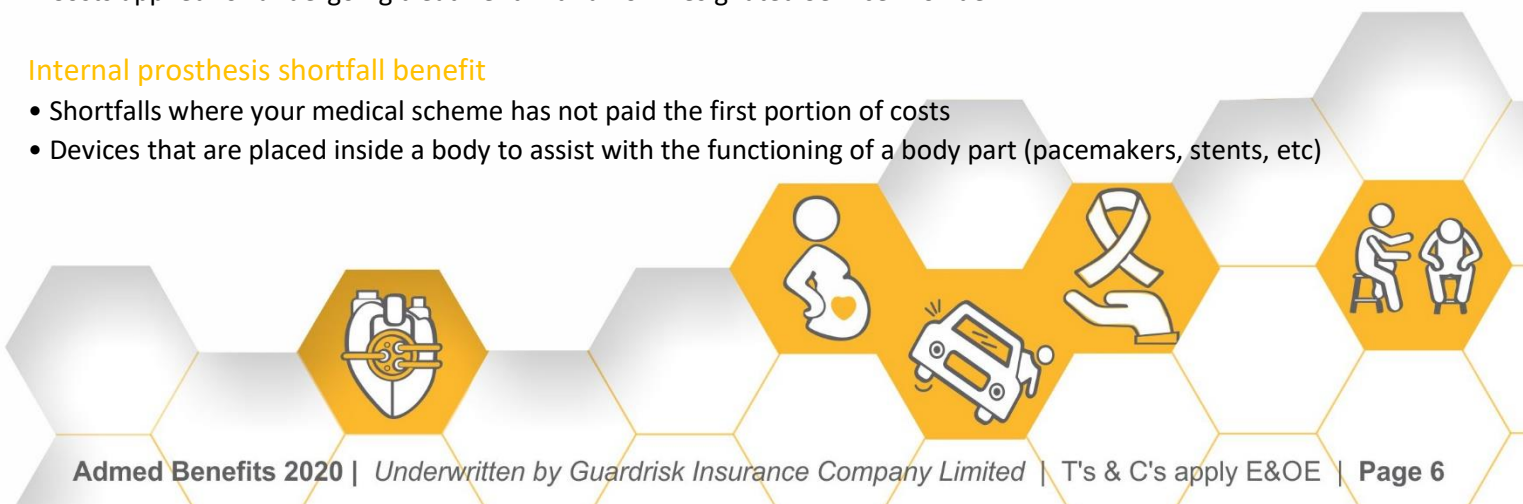 Internal prosthesis shortfall benefit
• Shortfalls where your medical scheme has not paid the first portion of costs
• Devices that are placed inside a body to assist with the functioning of a body part (pacemakers, stents, etc)
Admed Benefits 2020 | Underwritten by Guardrisk Insurance Company Limited | T's & C's apply E&OE | Page 6